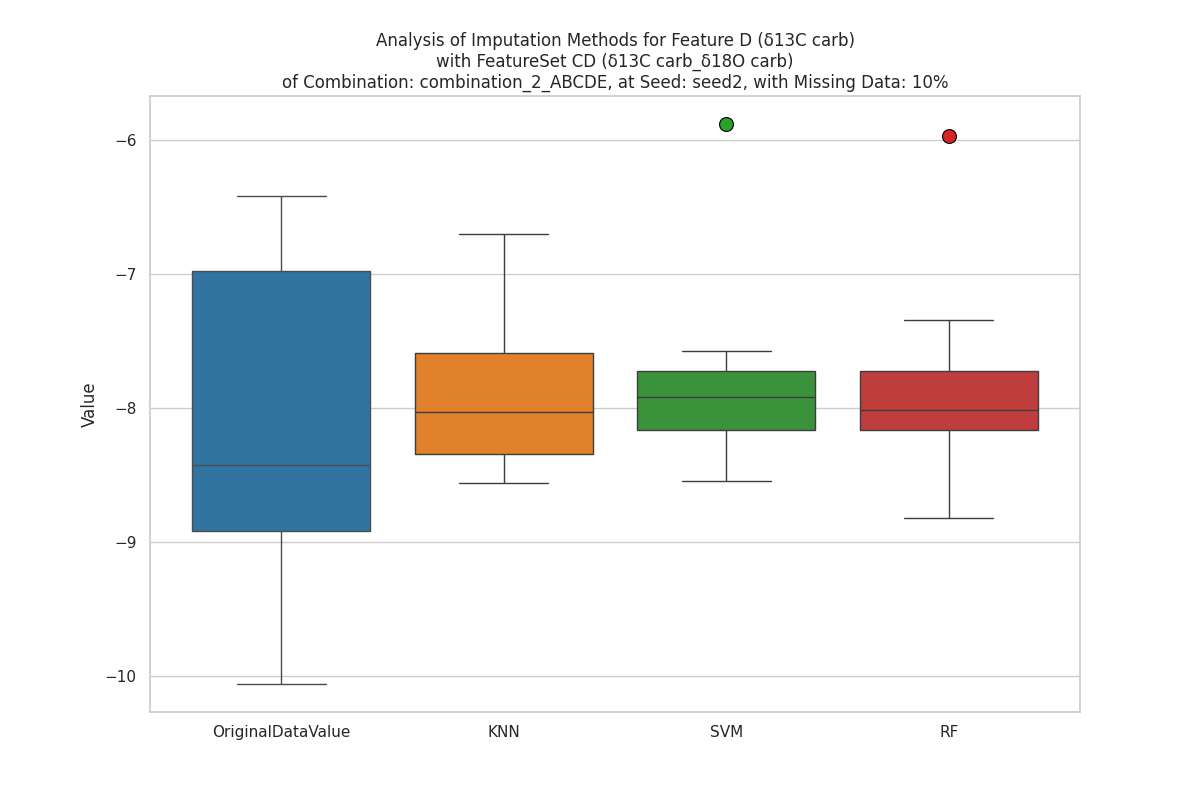 Analysis of Imputation Methods for Feature D (δ13C carb)
with FeatureSet CD (δ13C carb_δ18O carb)
of Combination: combination_2_ABCDE, at Seed: seed2, with Missing Data: 10%
Value
−6
−7
−8
−9
−10
OriginalDataValue
KNN
SVM
RF